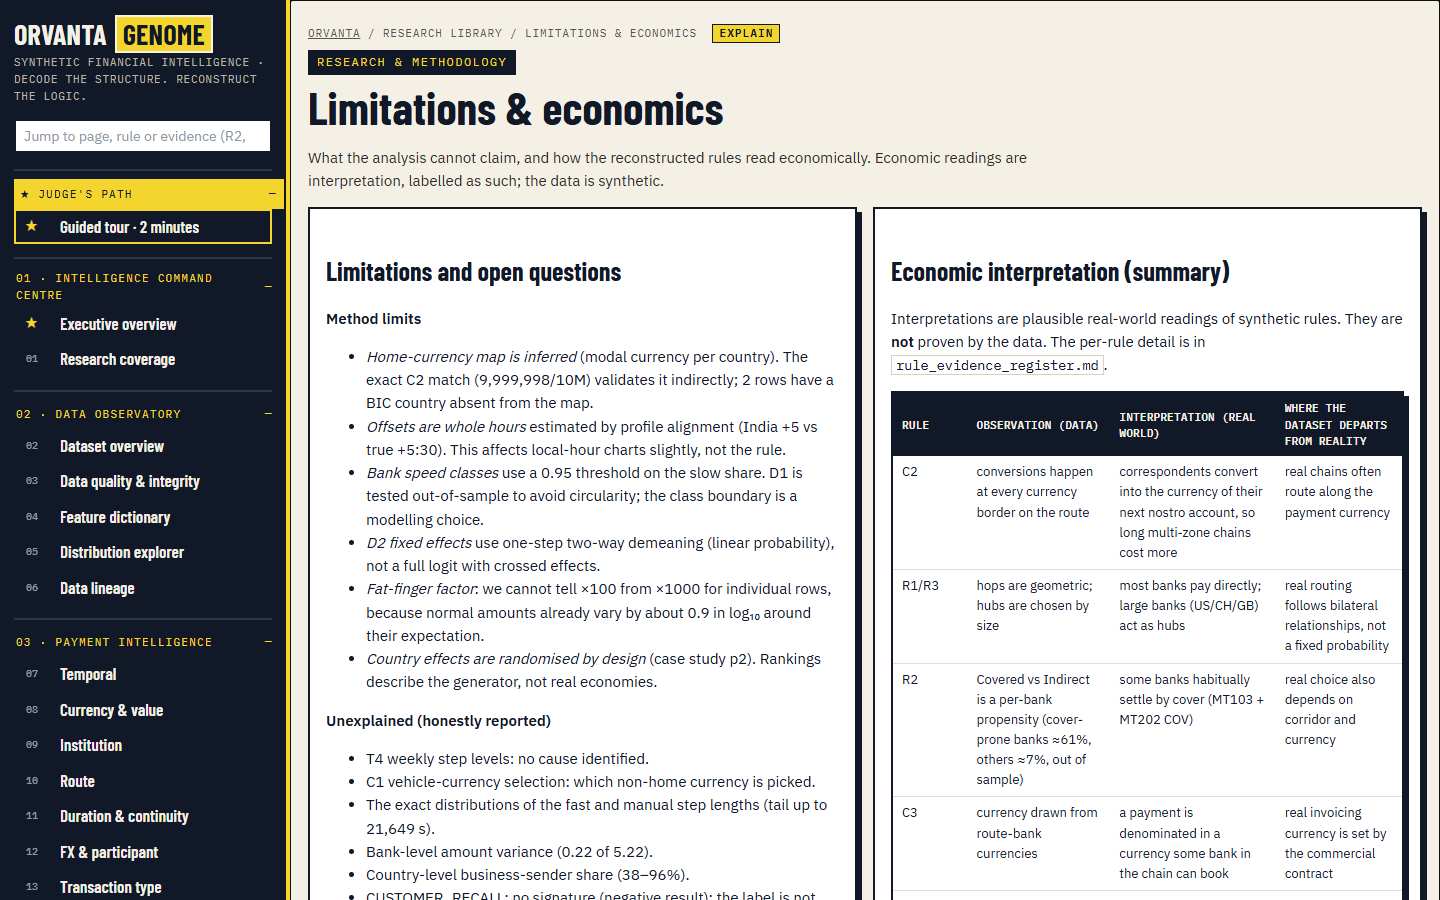 ORVANTA GENOME
SYNTHETIC FINANCIAL INTELLIGENCE ·
DECODE THE STRUCTURE. RECONSTRUCT
THE LOGIC.
Jump to page, rule or evidence (R2,
★ JUDGE'S PATH –
★ Guided tour · 2 minutes
01 · INTELLIGENCE COMMAND
CENTRE –
★ Executive overview
01 Research coverage
02 · DATA OBSERVATORY –
02 Dataset overview
03 Data quality & integrity
04 Feature dictionary
05 Distribution explorer
06 Data lineage
03 · PAYMENT INTELLIGENCE –
07 Temporal
08 Currency & value
09 Institution
10 Route
11 Duration & continuity
12 FX & participant
13 Transaction type
ORVANTA / RESEARCH LIBRARY / LIMITATIONS & ECONOMICS EXPLAIN
RESEARCH & METHODOLOGY
Limitations & economics
What the analysis cannot claim, and how the reconstructed rules read economically. Economic readings are
interpretation, labelled as such; the data is synthetic.
Limitations and open questions
Method limits
• Home-currency map is inferred (modal currency per country). The
exact C2 match (9,999,998/10M) validates it indirectly; 2 rows have a
BIC country absent from the map.
• Offsets are whole hours estimated by profile alignment (India +5 vs
true +5:30). This affects local-hour charts slightly, not the rule.
• Bank speed classes use a 0.95 threshold on the slow share. D1 is
tested out-of-sample to avoid circularity; the class boundary is a
modelling choice.
• D2 fixed effects use one-step two-way demeaning (linear probability),
not a full logit with crossed effects.
• Fat-finger factor: we cannot tell ×100 from ×1000 for individual rows,
because normal amounts already vary by about 0.9 in log₁₀ around
their expectation.
• Country effects are randomised by design (case study p2). Rankings
describe the generator, not real economies.
Unexplained (honestly reported)
• T4 weekly step levels: no cause identified.
• C1 vehicle-currency selection: which non-home currency is picked.
• The exact distributions of the fast and manual step lengths (tail up to
21,649 s).
• Bank-level amount variance (0.22 of 5.22).
• Country-level business-sender share (38–96%).
• CUSTOMER_RECALL: no signature (negative result); the label is not
Economic interpretation (summary)
Interpretations are plausible real-world readings of synthetic rules. They are
not proven by the data. The per-rule detail is in
rule_evidence_register.md.
RULE
OBSERVATION (DATA)
INTERPRETATION (REAL
WORLD)
WHERE THE
DATASET DEPARTS
FROM REALITY
C2
conversions happen
at every currency
border on the route
correspondents convert
into the currency of their
next nostro account, so
long multi-zone chains
cost more
real chains often
route along the
payment currency
R1/R3
hops are geometric;
hubs are chosen by
size
most banks pay directly;
large banks (US/CH/GB)
act as hubs
real routing
follows bilateral
relationships, not
a fixed probability
R2
Covered vs Indirect
is a per-bank
propensity (cover-
prone banks ≈61%,
others ≈7%, out of
sample)
some banks habitually
settle by cover (MT103 +
MT202 COV)
real choice also
depends on
corridor and
currency
C3
currency drawn from
route-bank
currencies
a payment is
denominated in a
currency some bank in
the chain can book
real invoicing
currency is set by
the commercial
contract